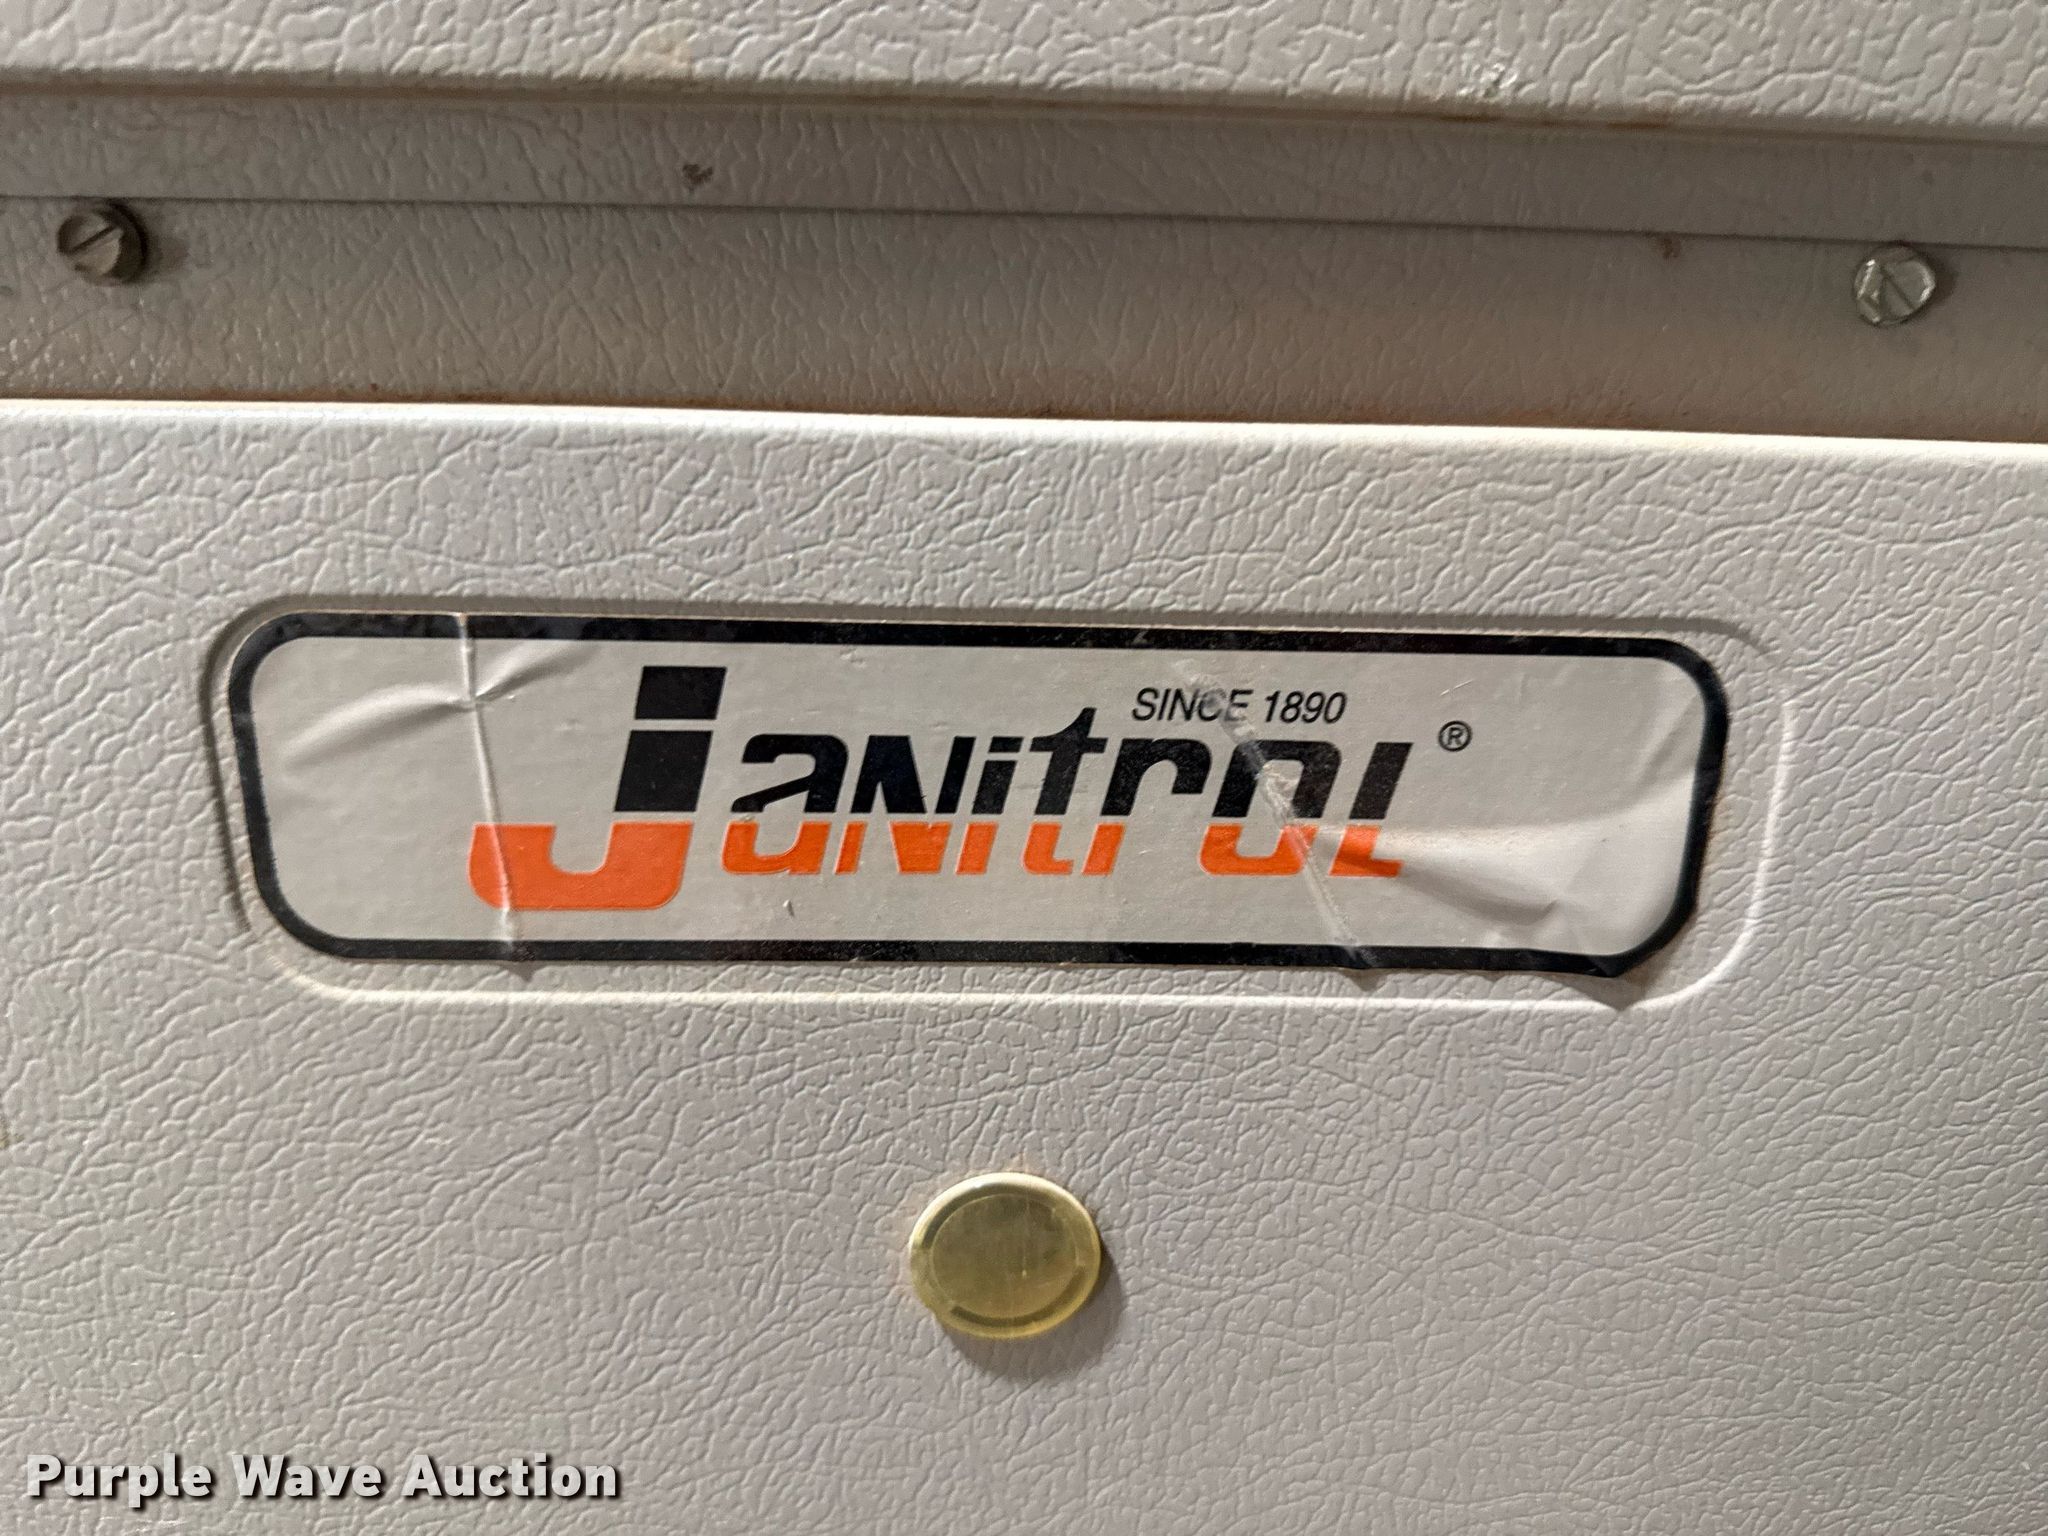 SINCE 1890
Janitrol ®
Purple Wave Auction